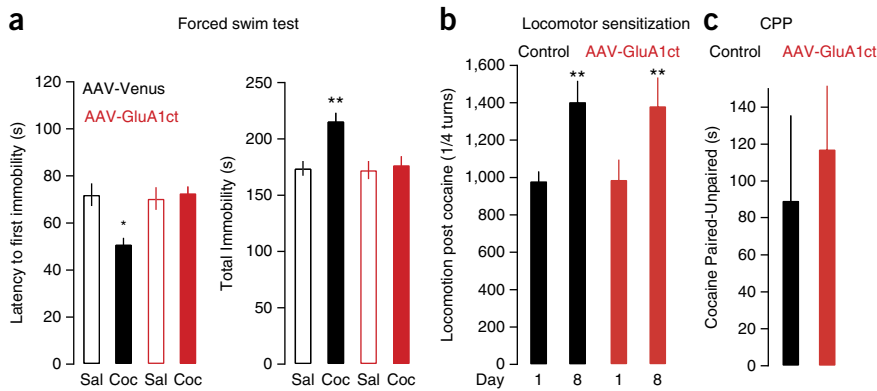 a
Forced swim test
120
100
80
60
40
20
0
Latency to first immobility (s)
AAV-Venus
AAV-GluA1ct
*
Sal Coc Sal Coc
250
200
150
100
50
0
Total Immobility (s)
**
Sal Coc Sal Coc
b
Locomotor sensitization
Control AAV-GluA1ct
1,600
1,400
1,200
1,000
800
600
400
200
0
Locomotion post cocaine (1/4 turns)
** **
Day 1 8 1 8
c
CPP
Control AAV-GluA1ct
140
120
100
80
60
40
20
0
Cocaine Paired-Unpaired (s)